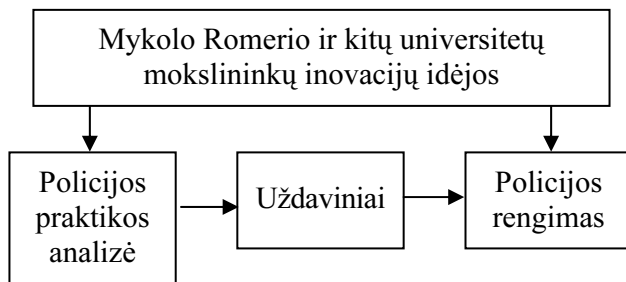 Mykolo Romerio ir kitų universitetų
mokslininkų inovacijų idėjos
Policijos
praktikos
analizė
Uždaviniai
Policijos
rengimas